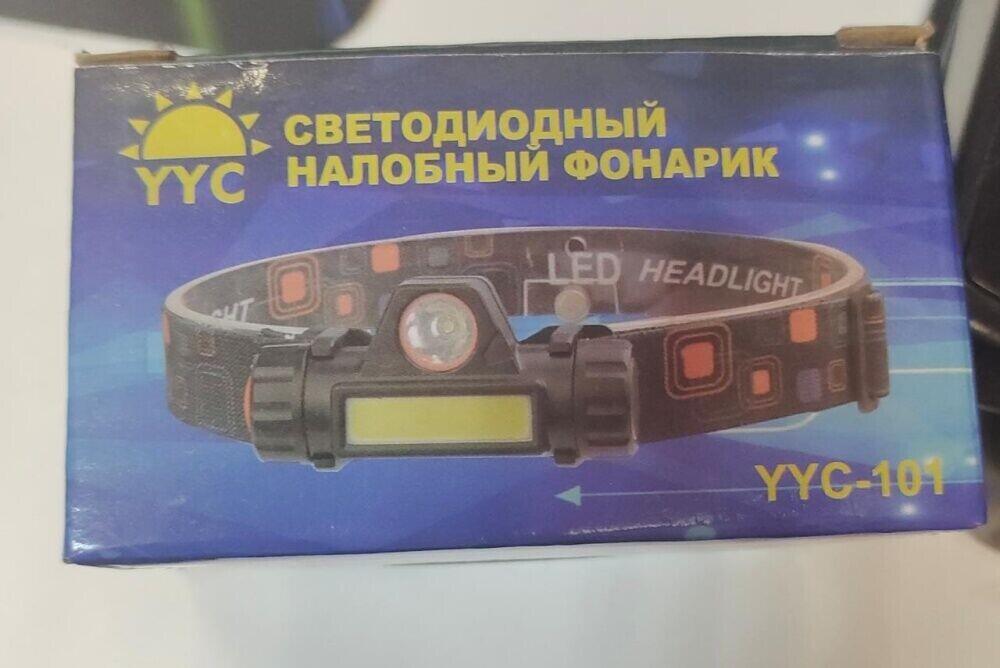 YYC
СВЕТОДИОДНЫЙ
НАЛОБНЫЙ ФОНАРИК
LED HEADLIGHT
YYC-101